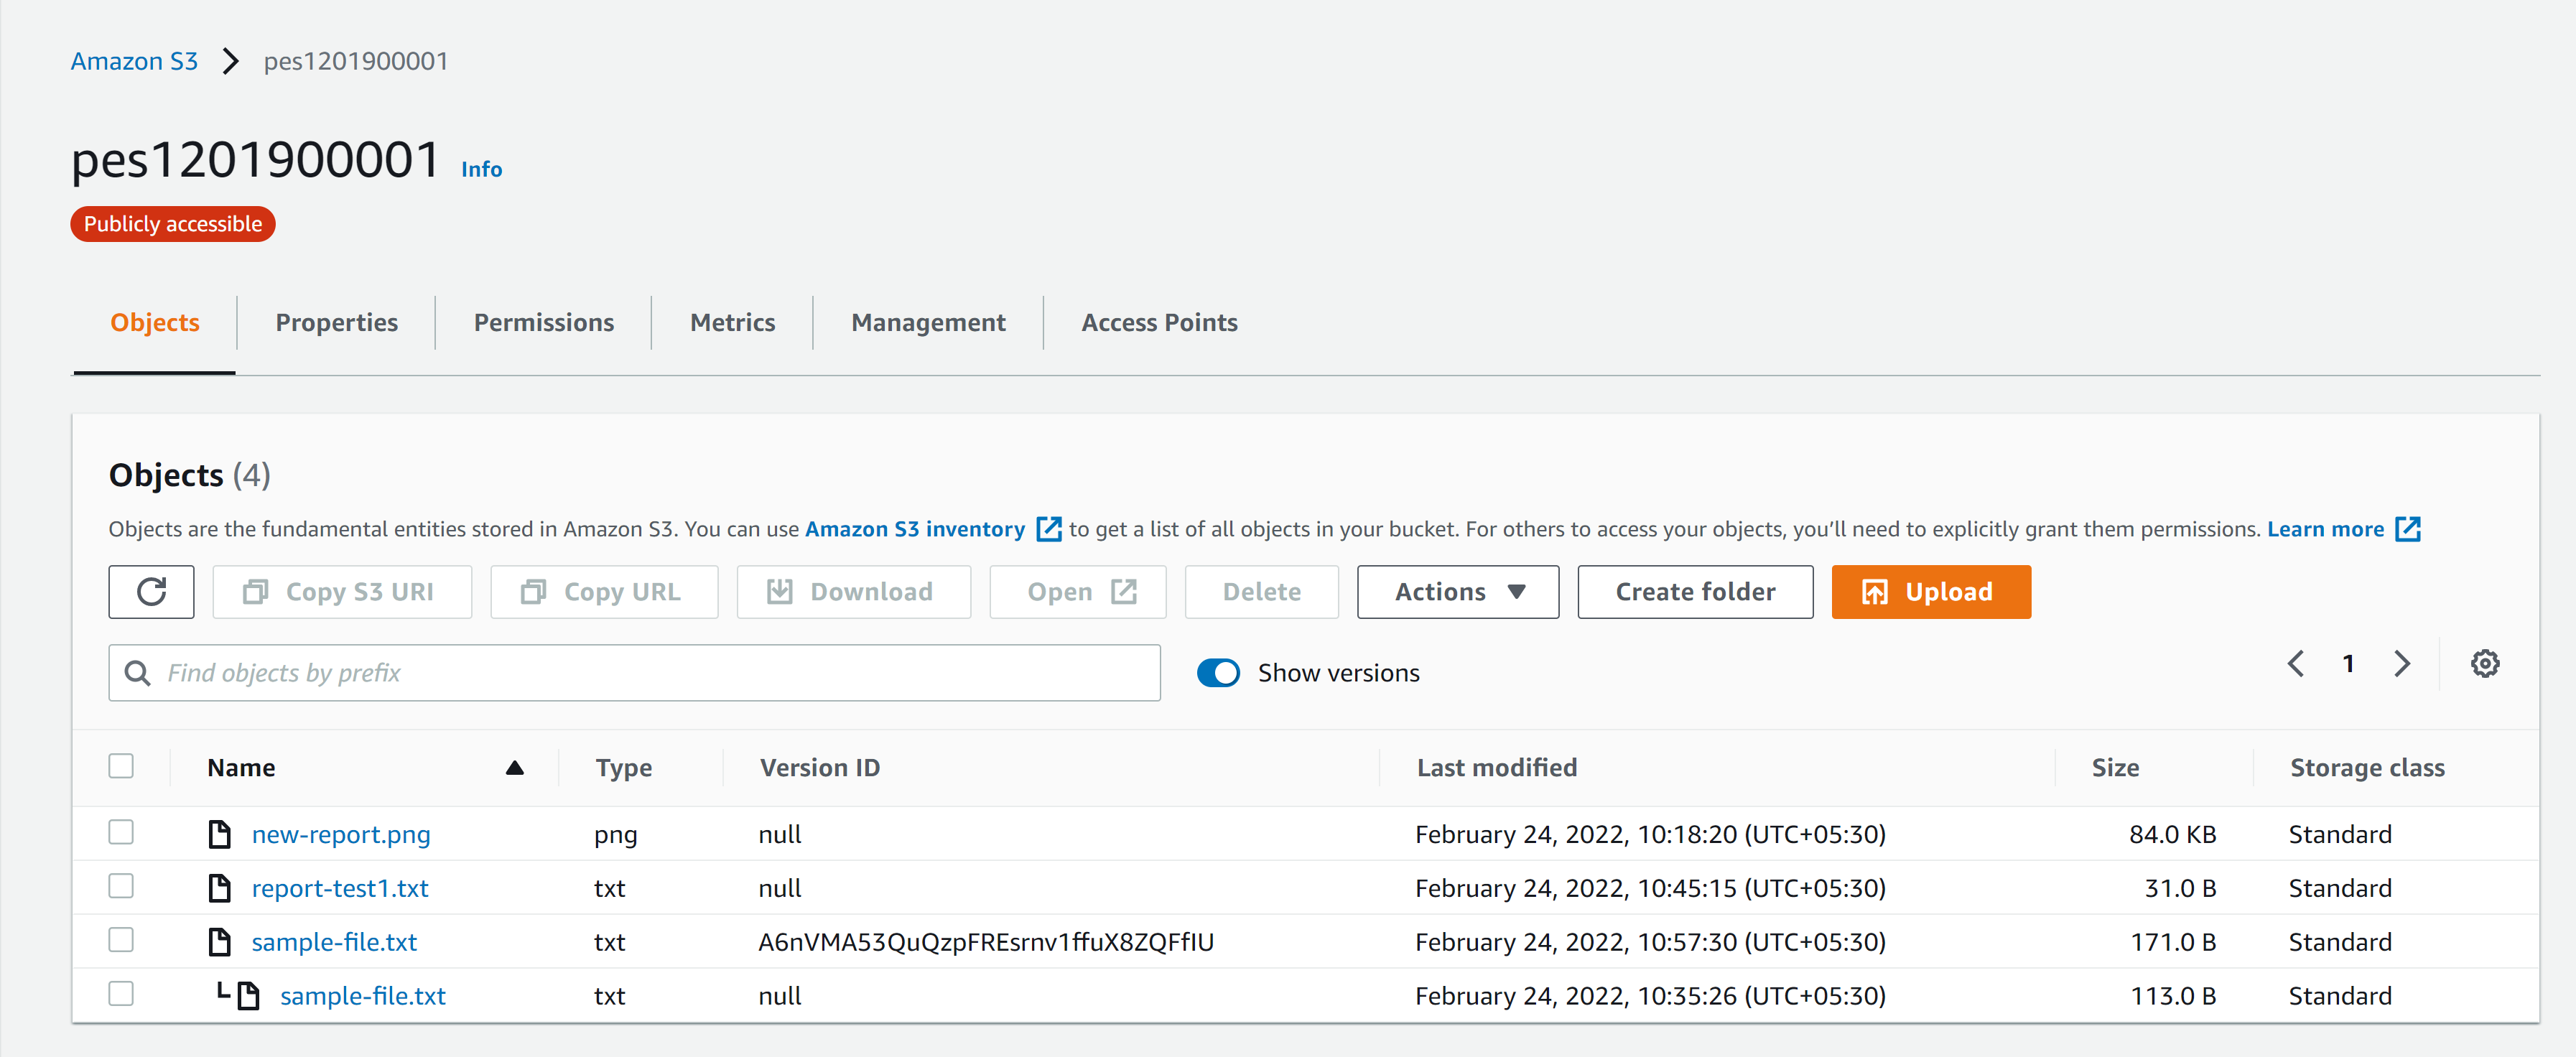 Amazon S3 > pes1201900001
pes1201900001 Info
Publicly accessible
Objects Properties Permissions Metrics Management Access Points
Objects (4)
Objects are the fundamental entities stored in Amazon S3. You can use Amazon S3 inventory to get a list of all objects in your bucket. For others to access your objects, you'll need to explicitly grant them permissions. Learn more
Copy S3 URI Copy URL Download Open Delete Actions Create folder Upload
Find objects by prefix Show versions 1
Name Type Version ID Last modified Size Storage class
new-report.png png null February 24, 2022, 10:18:20 (UTC+05:30) 84.0 KB Standard
report-test1.txt txt null February 24, 2022, 10:45:15 (UTC+05:30) 31.0 B Standard
sample-file.txt txt A6nVMA53QuQzpFREsrnv1ffuX8ZQFfIU February 24, 2022, 10:57:30 (UTC+05:30) 171.0 B Standard
sample-file.txt txt null February 24, 2022, 10:35:26 (UTC+05:30) 113.0 B Standard